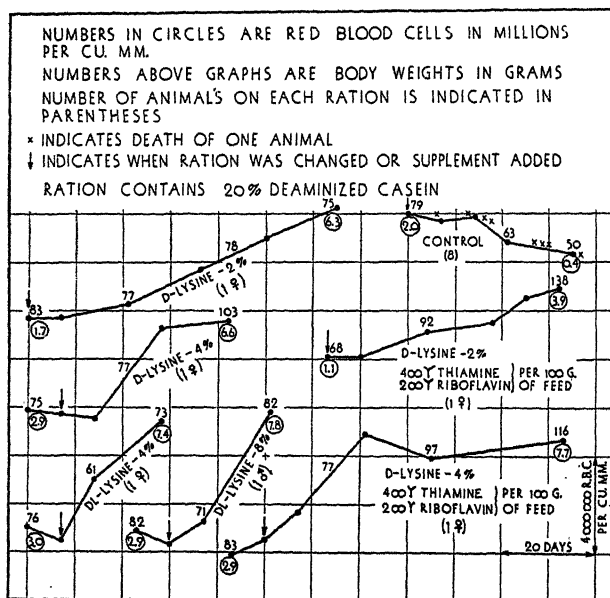 NUMBERS IN CIRCLES ARE RED BLOOD CELLS IN MILLIONS
PER CU. MM.
NUMBERS ABOVE GRAPHS ARE BODY WEIGHTS IN GRAMS
NUMBER OF ANIMAL'S ON EACH RATION IS INDICATED IN
PARENTHESES
× INDICATES DEATH OF ONE ANIMAL
↓ INDICATES WHEN RATION WAS CHANGED OR SUPPLEMENT ADDED
RATION CONTAINS 20% DEAMINIZED CASEIN
83 77 78 75
1.7 6.3
D-LYSINE-2%
(1 ♀)
79 63 50
2.0 0.4
CONTROL
(8)
75 77 103
2.9 6.6
D-LYSINE-4%
(1 ♀)
68 92 138
1.1 3.9
D-LYSINE-2%
400γ THIAMINE } PER 100 G.
200γ RIBOFLAVIN } OF FEED
(1 ♀)
76 61 73
3.0 7.4
DL-LYSINE-4%
(1 ♀)
82 71 82
2.9 7.8
DL-LYSINE-8%
(1 ♂) ×
83 77 97 116
2.9 7.7
D-LYSINE-4%
400γ THIAMINE } PER 100 G.
200γ RIBOFLAVIN } OF FEED
(1 ♀)
20 DAYS
4000000 R.B.C.
PER CU. MM.